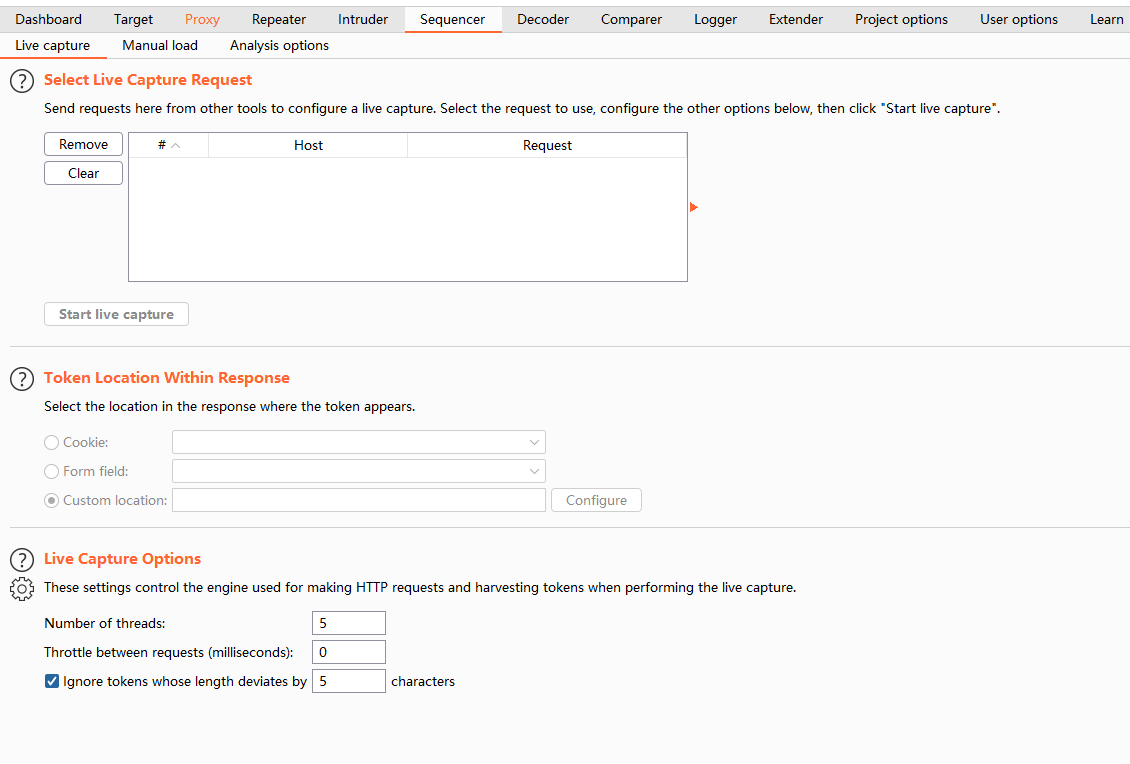 Dashboard Target Proxy Repeater Intruder Sequencer Decoder Comparer Logger Extender Project options User options Learn
Live capture Manual load Analysis options
? Select Live Capture Request
Send requests here from other tools to configure a live capture. Select the request to use, configure the other options below, then click "Start live capture".
Remove # Host Request
Clear
Start live capture
? Token Location Within Response
Select the location in the response where the token appears.
Cookie:
Form field:
Custom location: Configure
? Live Capture Options
These settings control the engine used for making HTTP requests and harvesting tokens when performing the live capture.
Number of threads: 5
Throttle between requests (milliseconds): 0
Ignore tokens whose length deviates by 5 characters